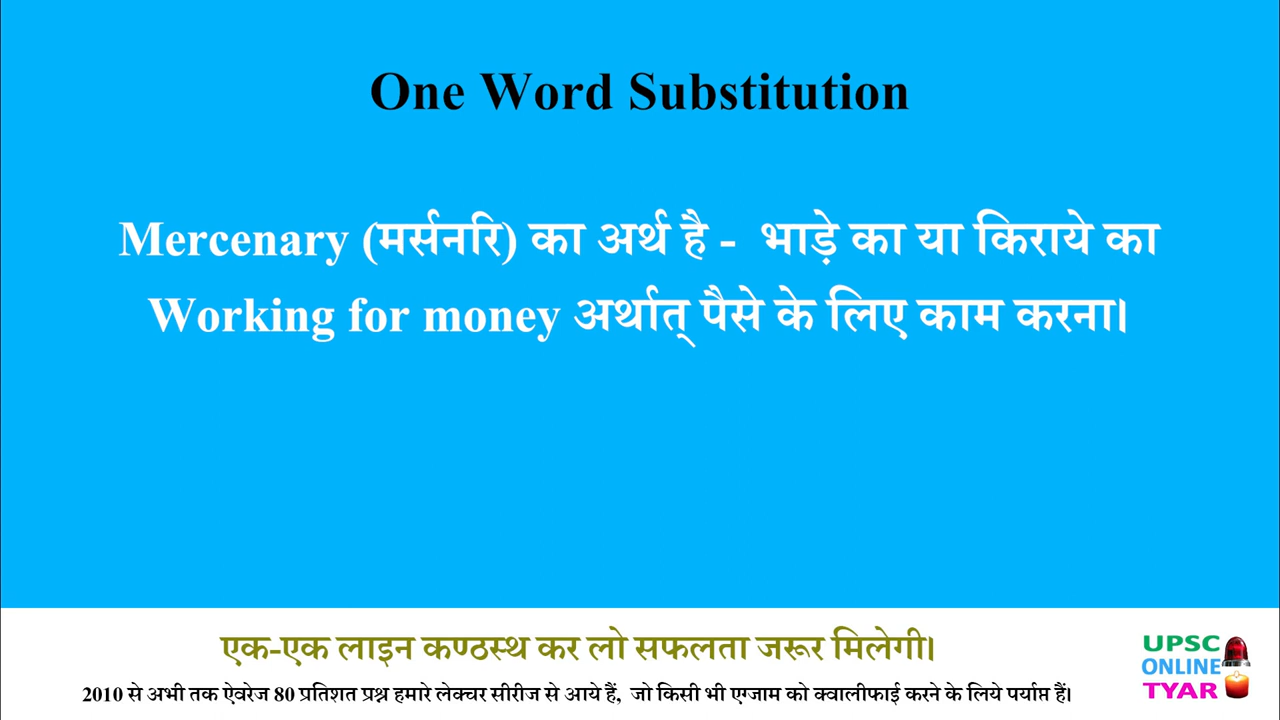 One Word Substitution
Mercenary (मर्सनरि) का अर्थ है - भाड़े का या किराये का
Working for money अर्थात् पैसे के लिए काम करना।
एक-एक लाइन कण्ठस्थ कर लो सफलता जरूर मिलेगी।
2010 से अभी तक ऐवरेज 80 प्रतिशत प्रश्न हमारे लेक्चर सीरीज से आये हैं, जो किसी भी एग्जाम को क्वालीफाई करने के लिये पर्याप्त हैं।
UPSC
ONLINE
TYAR